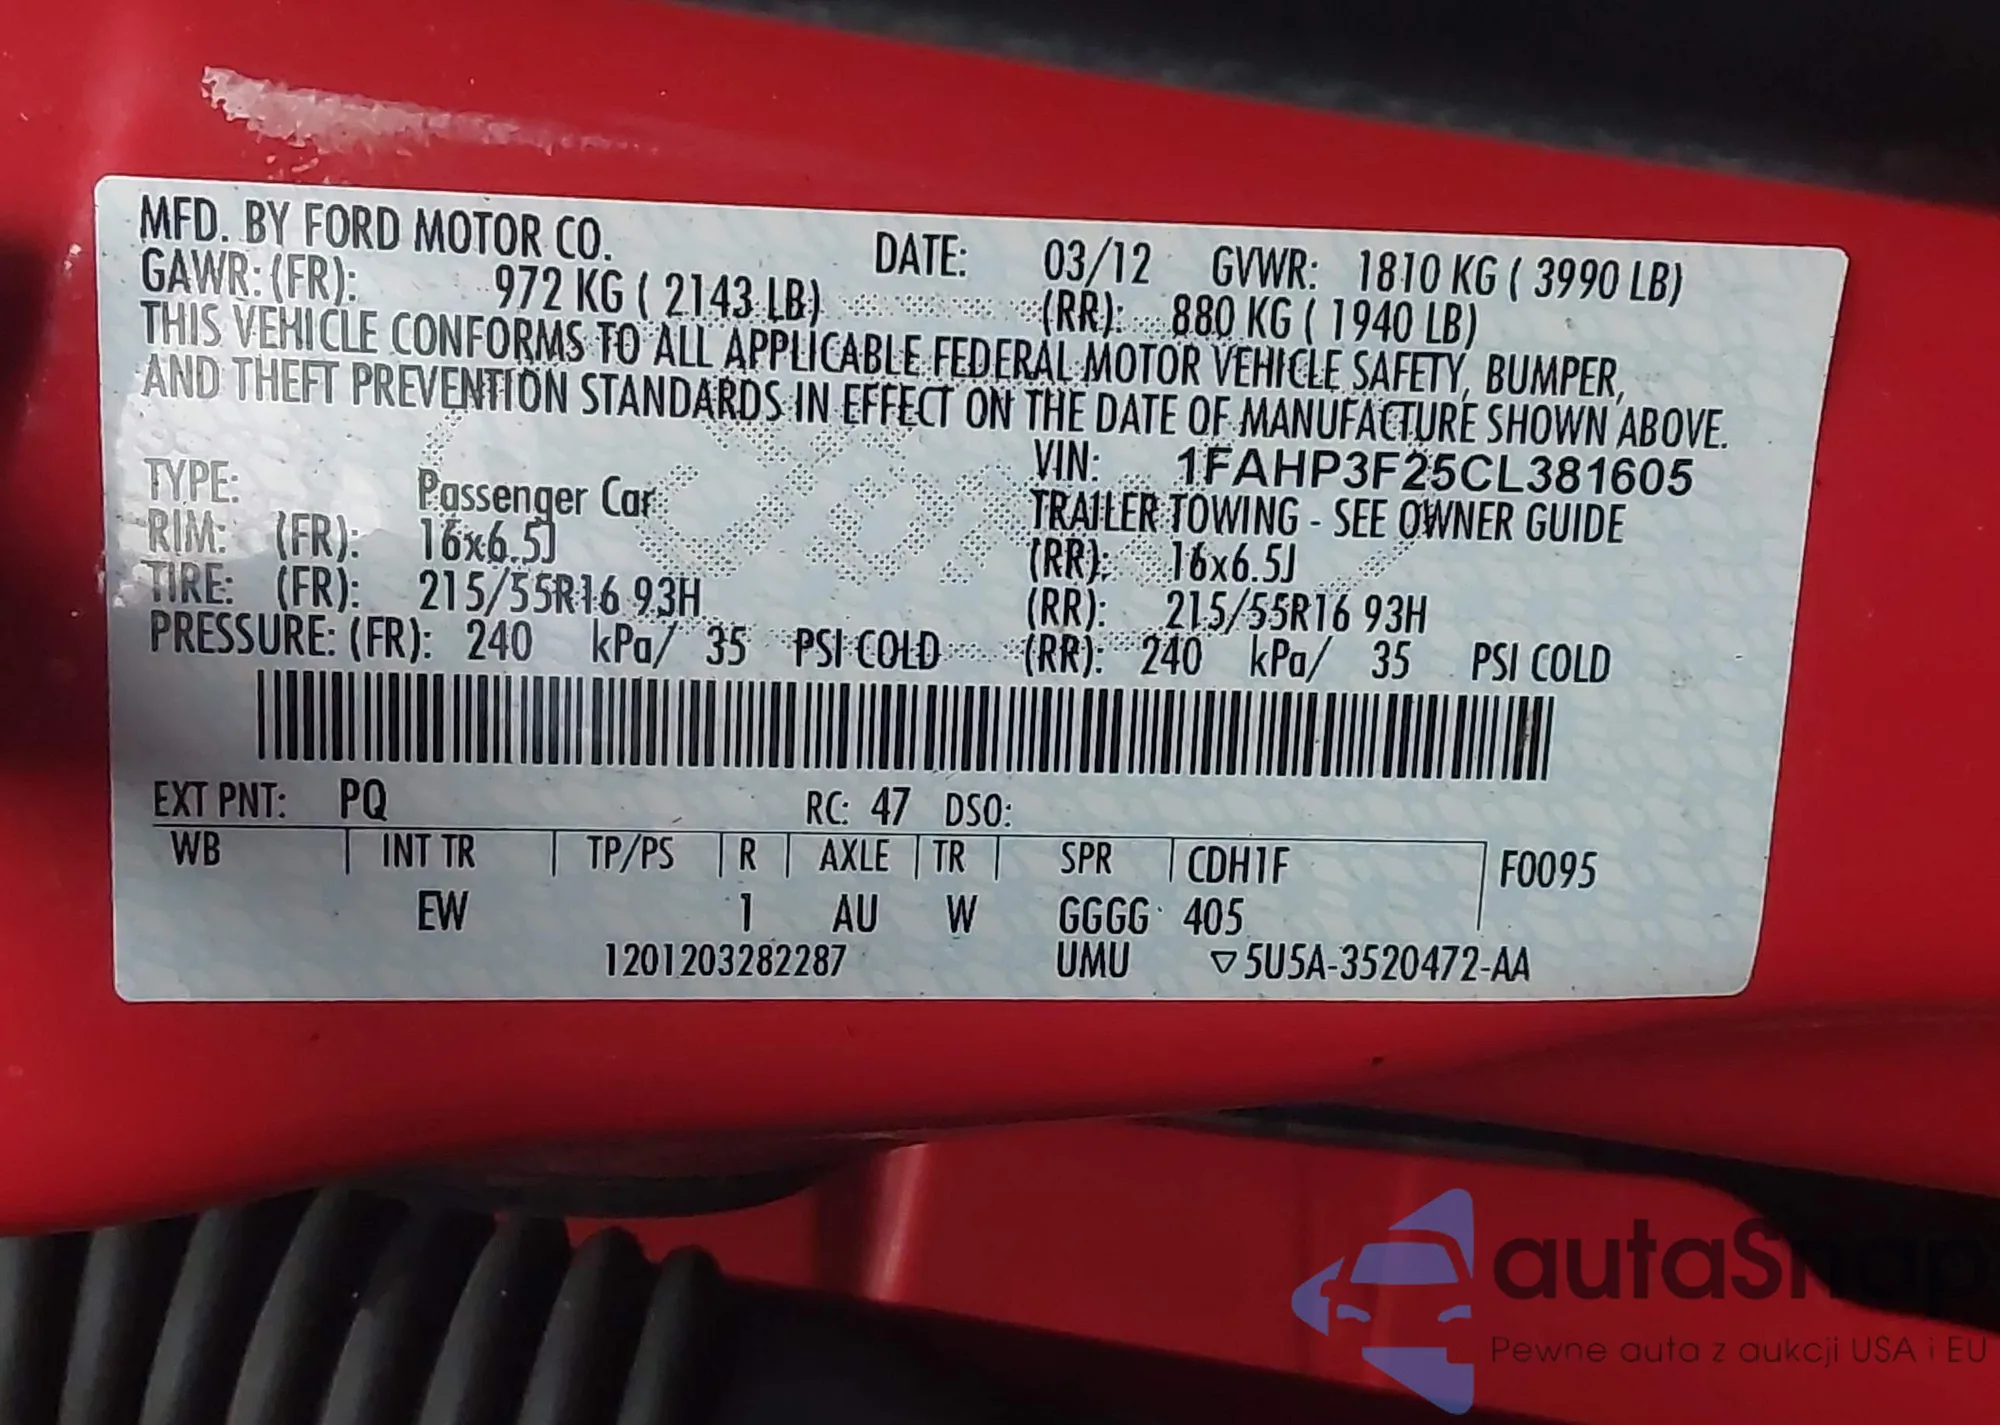 MFD. BY FORD MOTOR CO. DATE: 03/12 GVWR: 1810 KG ( 3990 LB)
GAWR: (FR): 972 KG ( 2143 LB) (RR): 880 KG ( 1940 LB)
THIS VEHICLE CONFORMS TO ALL APPLICABLE FEDERAL MOTOR VEHICLE SAFETY, BUMPER,
AND THEFT PREVENTION STANDARDS IN EFFECT ON THE DATE OF MANUFACTURE SHOWN ABOVE.
VIN: 1FAHP3F25CL381605
TYPE: Passenger Car TRAILER TOWING - SEE OWNER GUIDE
RIM: (FR): 16x6.5J (RR): 16x6.5J
TIRE: (FR): 215/55R16 93H (RR): 215/55R16 93H
PRESSURE: (FR): 240 kPa/ 35 PSI COLD (RR): 240 kPa/ 35 PSI COLD
EXT PNT: PQ RC: 47 DSO:
WB INT TR TP/PS R AXLE TR SPR CDH1F F0095
EW 1 AU W GGGG 405
1201203282287 UMU ▽5U5A-3520472-AA
autaSnap
Pewne auta z aukcji USA i EU